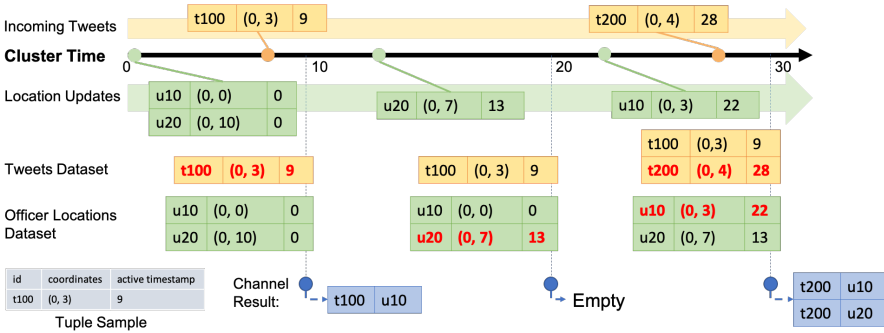 Incoming Tweets
t100 (0, 3) 9
t200 (0, 4) 28
Cluster Time
0 10 20 30
Location Updates
u10 (0, 0) 0
u20 (0, 10) 0
u20 (0, 7) 13
u10 (0, 3) 22
Tweets Dataset
t100 (0, 3) 9
t100 (0, 3) 9
t100 (0,3) 9
t200 (0, 4) 28
Officer Locations
Dataset
u10 (0, 0) 0
u20 (0, 10) 0
u10 (0, 0) 0
u20 (0, 7) 13
u10 (0, 3) 22
u20 (0, 7) 13
id coordinates active timestamp
t100 (0, 3) 9
Tuple Sample
Channel
Result:
t100 u10
Empty
t200 u10
t200 u20